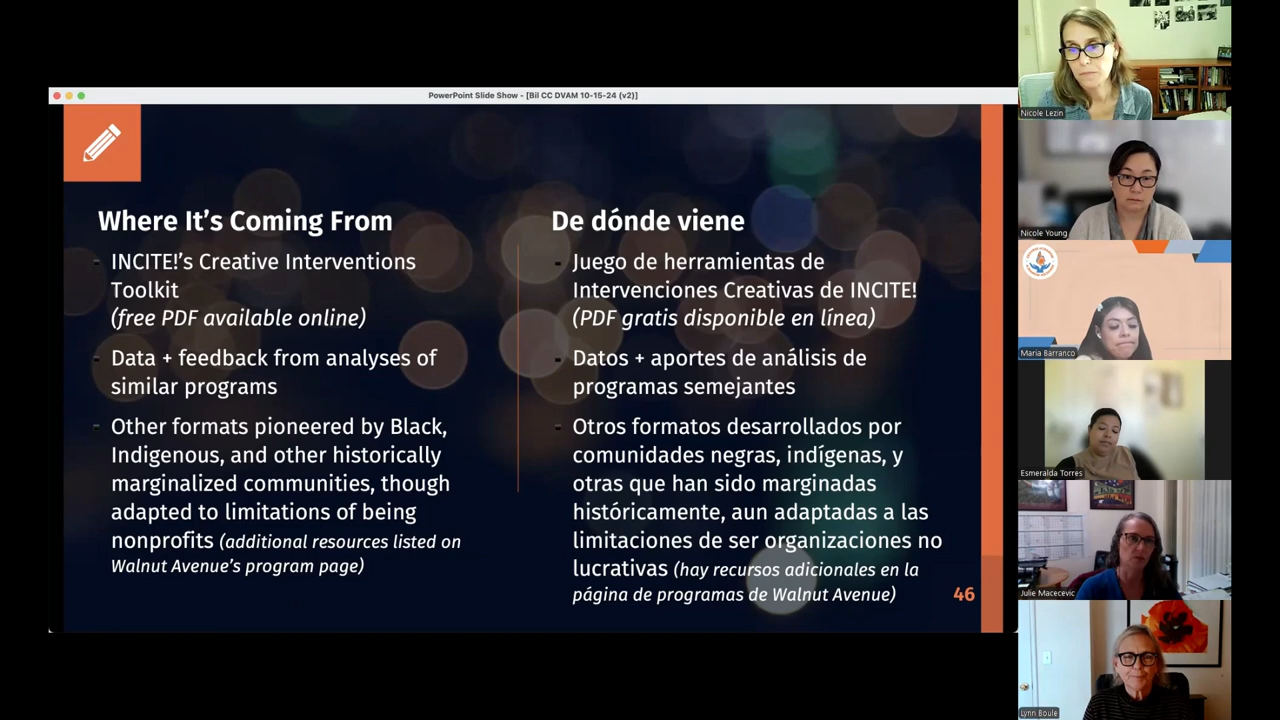 PowerPoint Slide Show - [Bil CC DVAM 10-15-24 (v2)]
Where It's Coming From
INCITE!'s Creative Interventions
Toolkit
(free PDF available online)
Data + feedback from analyses of
similar programs
Other formats pioneered by Black,
Indigenous, and other historically
marginalized communities, though
adapted to limitations of being
nonprofits (additional resources listed on
Walnut Avenue's program page)
De dónde viene
Juego de herramientas de
Intervenciones Creativas de INCITE!
(PDF gratis disponible en línea)
Datos + aportes de análisis de
programas semejantes
Otros formatos desarrollados por
comunidades negras, indígenas, y
otras que han sido marginadas
históricamente, aun adaptadas a las
limitaciones de ser organizaciones no
lucrativas (hay recursos adicionales en la
página de programas de Walnut Avenue)
46
Nicole Lezin
Nicole Young
Maria Barranco
Esmeralda Torres
Julie Macecevic
Lynn Boule